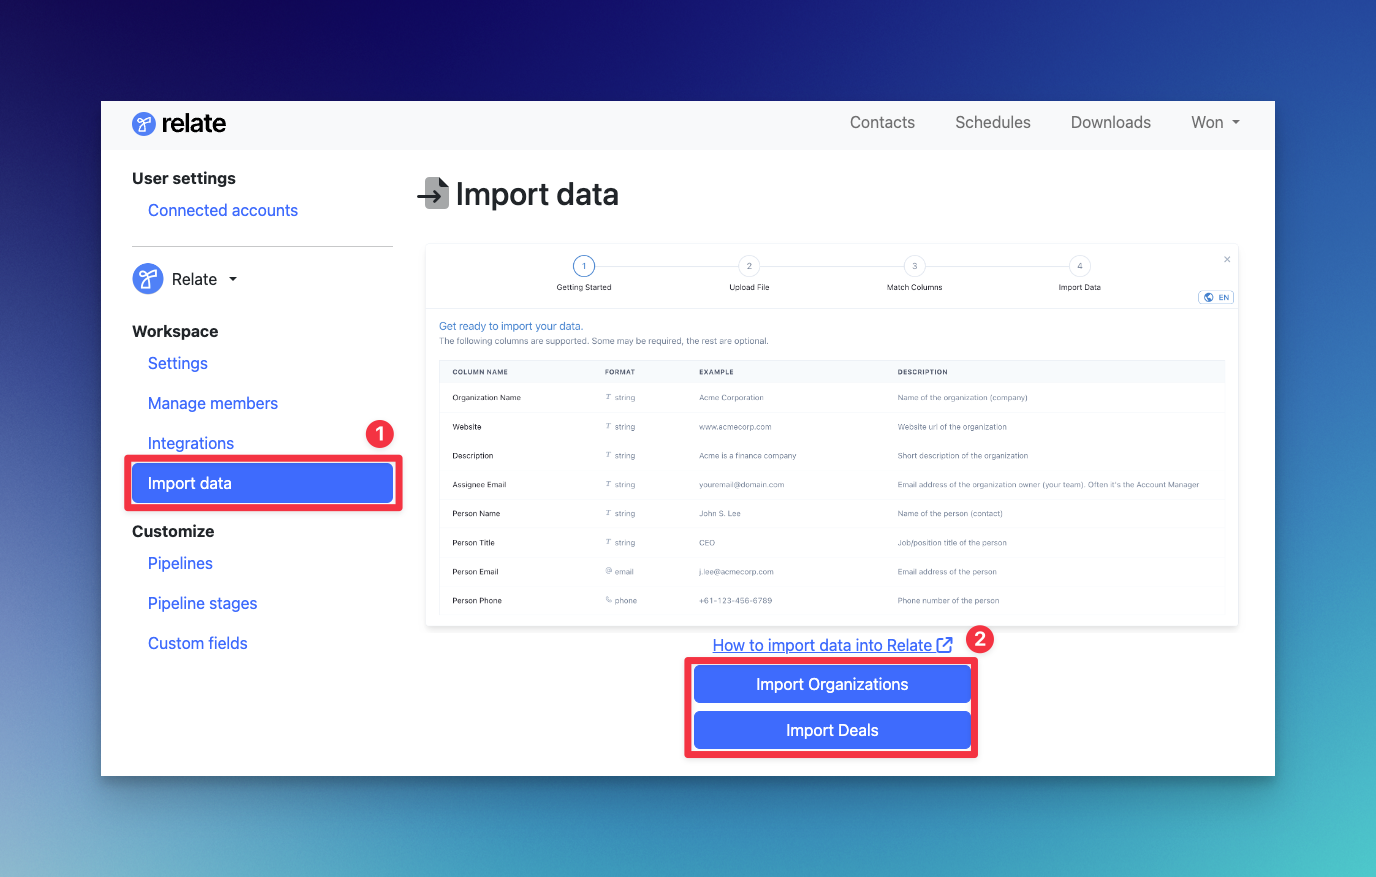 relate
Contacts Schedules Downloads Won
User settings
Connected accounts
Relate
Workspace
Settings
Manage members
Integrations
1
Import data
Customize
Pipelines
Pipeline stages
Custom fields
Import data
1 2 3 4
Getting Started Upload File Match Columns Import Data
EN
Get ready to import your data.
The following columns are supported. Some may be required, the rest are optional.
COLUMN NAME FORMAT EXAMPLE DESCRIPTION
Organization Name string Acme Corporation Name of the organization (company)
Website string www.acmecorp.com Website url of the organization
Description string Acme is a finance company Short description of the organization
Assignee Email string youremail@domain.com Email address of the organization owner (your team). Often it's the Account Manager
Person Name string John S. Lee Name of the person (contact)
Person Title string CEO Job/position title of the person
Person Email email j.lee@acmecorp.com Email address of the person
Person Phone phone +61-123-456-6789 Phone number of the person
How to import data into Relate
2
Import Organizations
Import Deals